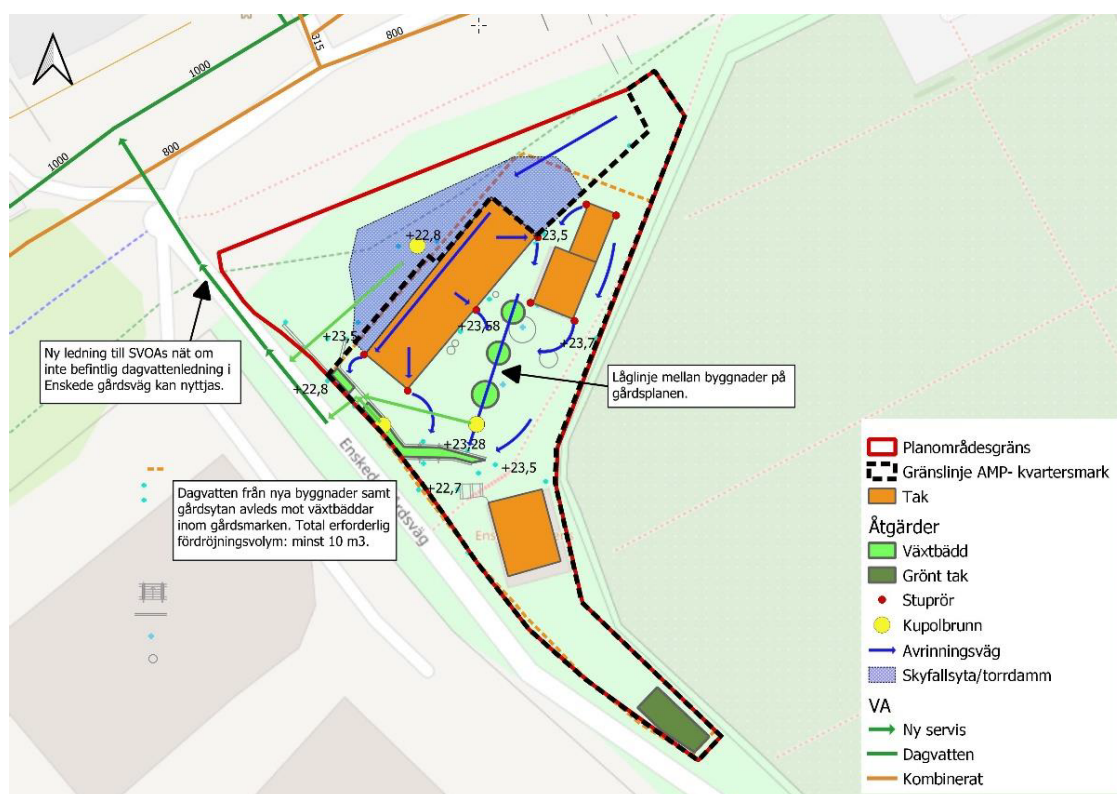 800
315
1000
800
1000
+22,8
+23,5
+23,58
+23,5
+23,7
Ny ledning till SVOAs nät om
inte befintlig dagvattenledning i
Enskede gårdsväg kan nyttjas.
Låglinje mellan byggnader på
gårdsplanen.
+22,8
+23,28
+23,5
+22,7
Enskede gårdsväg
Dagvatten från nya byggnader samt
gårdsytan avleds mot växtbäddar
inom gårdsmarken. Total erforderlig
fördröjningsvolym: minst 10 m3.
Planområdesgräns
Gränslinje AMP- kvartersmark
Tak
Åtgärder
Växtbädd
Grönt tak
Stuprör
Kupolbrunn
Avrinningsväg
Skyfallsyta/torrdamm
VA
Ny servis
Dagvatten
Kombinerat